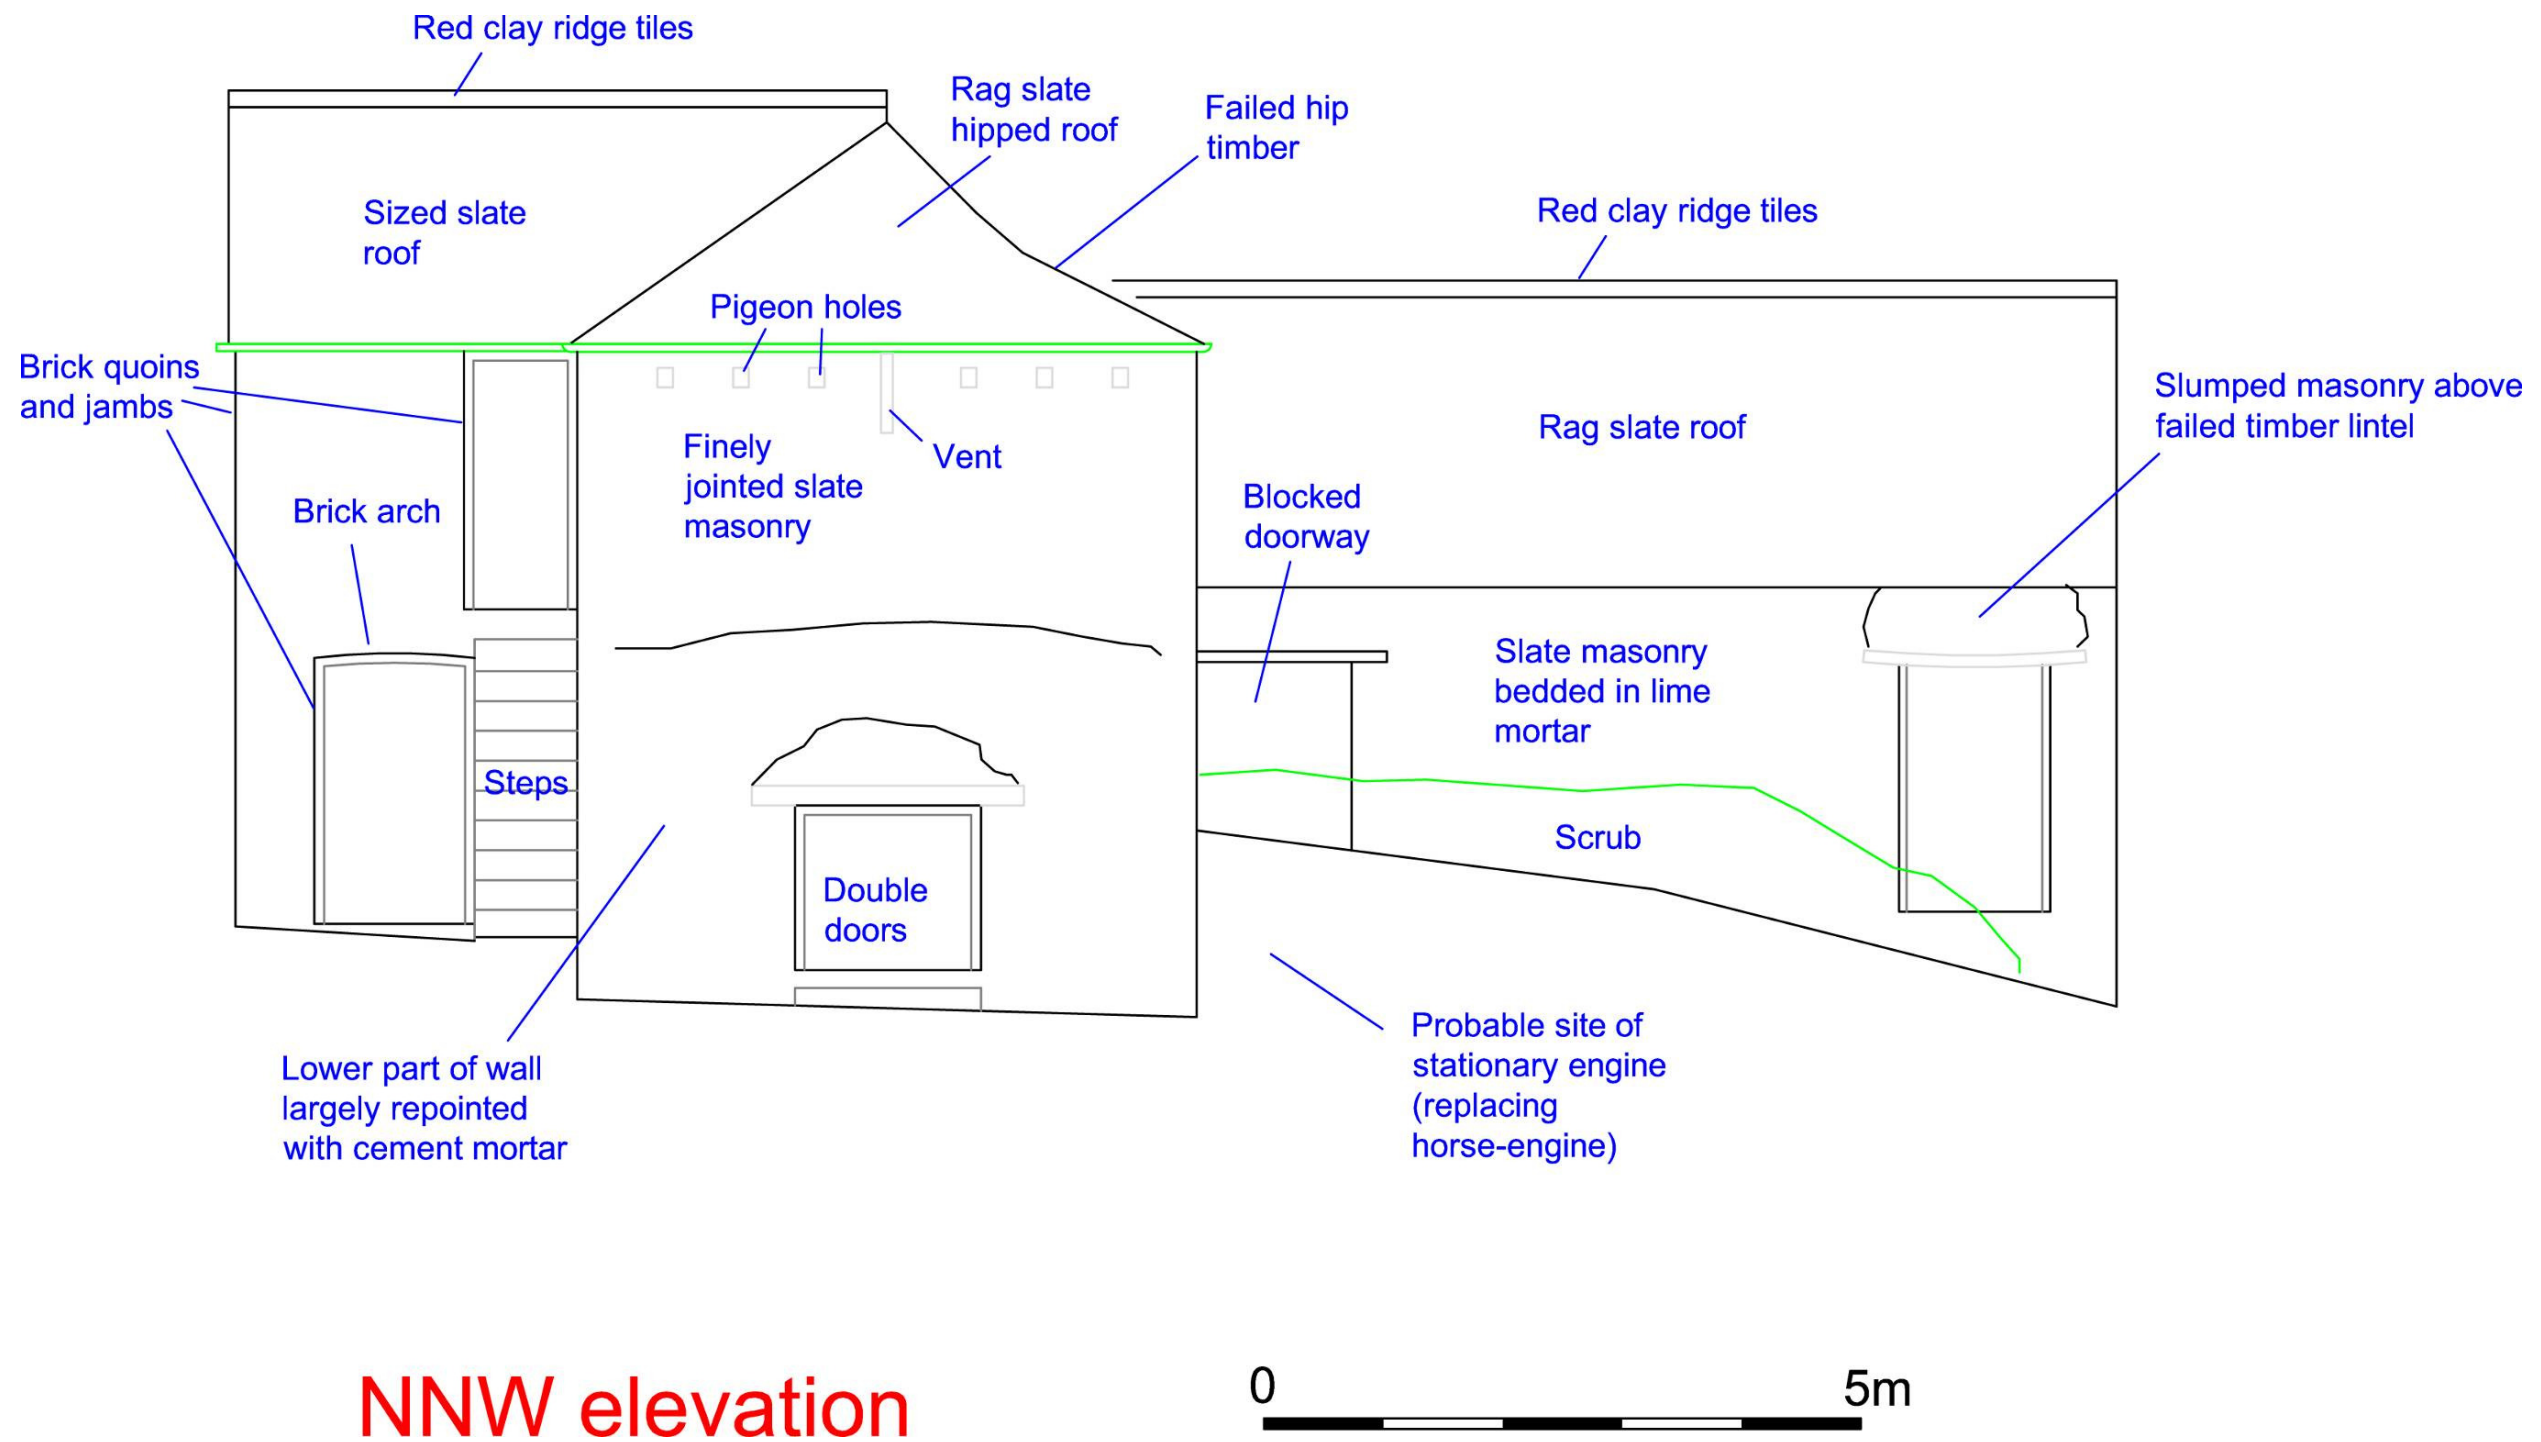 Red clay ridge tiles
Rag slate
hipped roof
Failed hip
timber
Sized slate
roof
Red clay ridge tiles
Pigeon holes
Brick quoins
and jambs
Slumped masonry above
failed timber lintel
Finely
jointed slate
masonry
Vent
Rag slate roof
Blocked
doorway
Brick arch
Slate masonry
bedded in lime
mortar
Steps
Scrub
Double
doors
Probable site of
stationary engine
(replacing
horse-engine)
Lower part of wall
largely repointed
with cement mortar
NNW elevation
0
5m